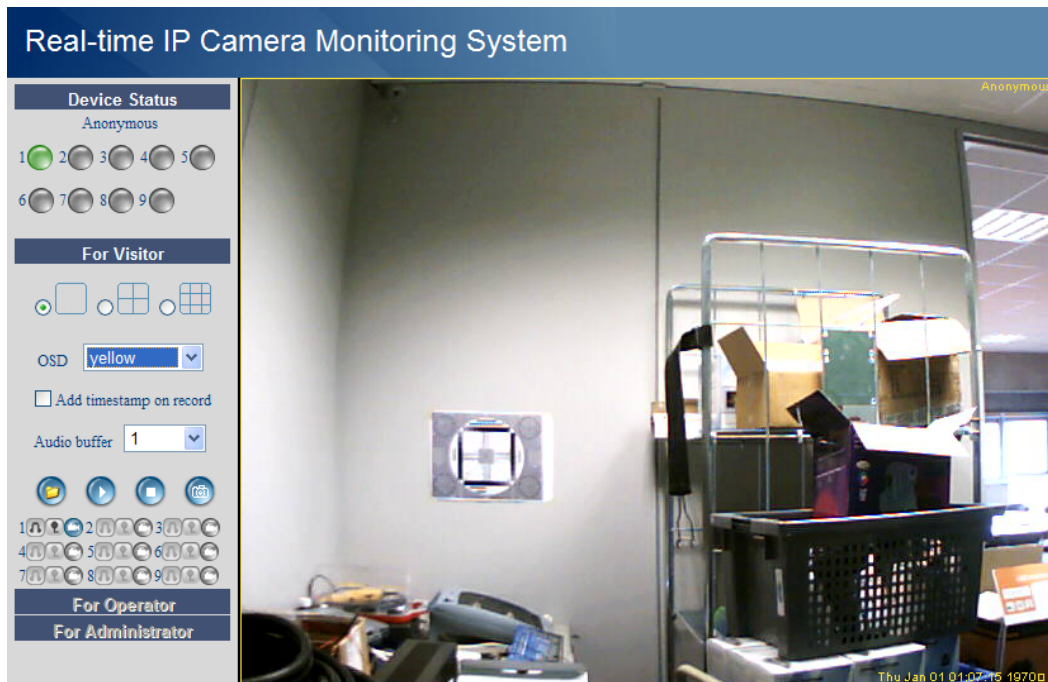 Real-time IP Camera Monitoring System
Device Status
Anonymous
Anonymous
1 2 3 4 5
6 7 8 9
For Visitor
OSD yellow
Add timestamp on record
Audio buffer 1
1 2 3
4 5 6
7 8 9
For Operator
For Administrator
Thu Jan 01 01:07:15 1970